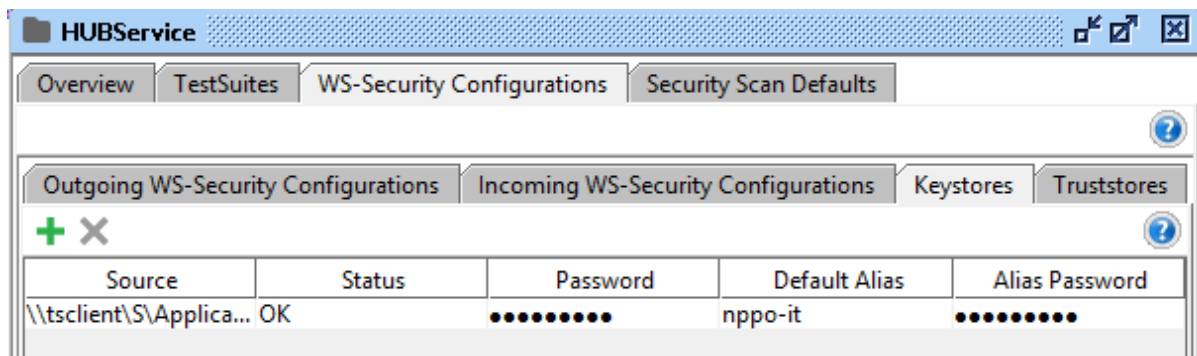 HUBService
Overview TestSuites WS-Security Configurations Security Scan Defaults
Outgoing WS-Security Configurations Incoming WS-Security Configurations Keystores Truststores
Source Status Password Default Alias Alias Password
\\tsclient\S\Applica... OK ●●●●●●●●● nppo-it ●●●●●●●●●